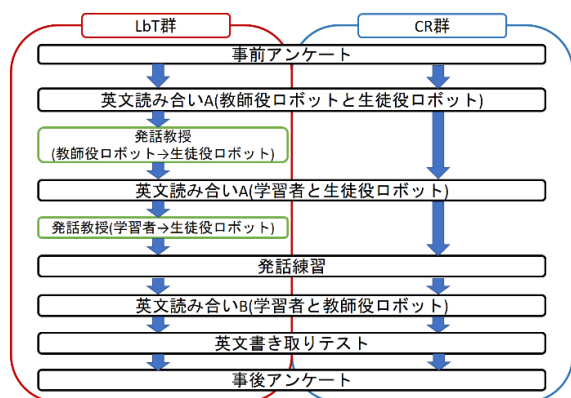 LbT群
CR群
事前アンケート
英文読み合いA(教師役ロボットと生徒役ロボット)
発話教授
(教師役ロボット→生徒役ロボット)
英文読み合いA(学習者と生徒役ロボット)
発話教授(学習者→生徒役ロボット)
発話練習
英文読み合いB(学習者と教師役ロボット)
英文書き取りテスト
事後アンケート